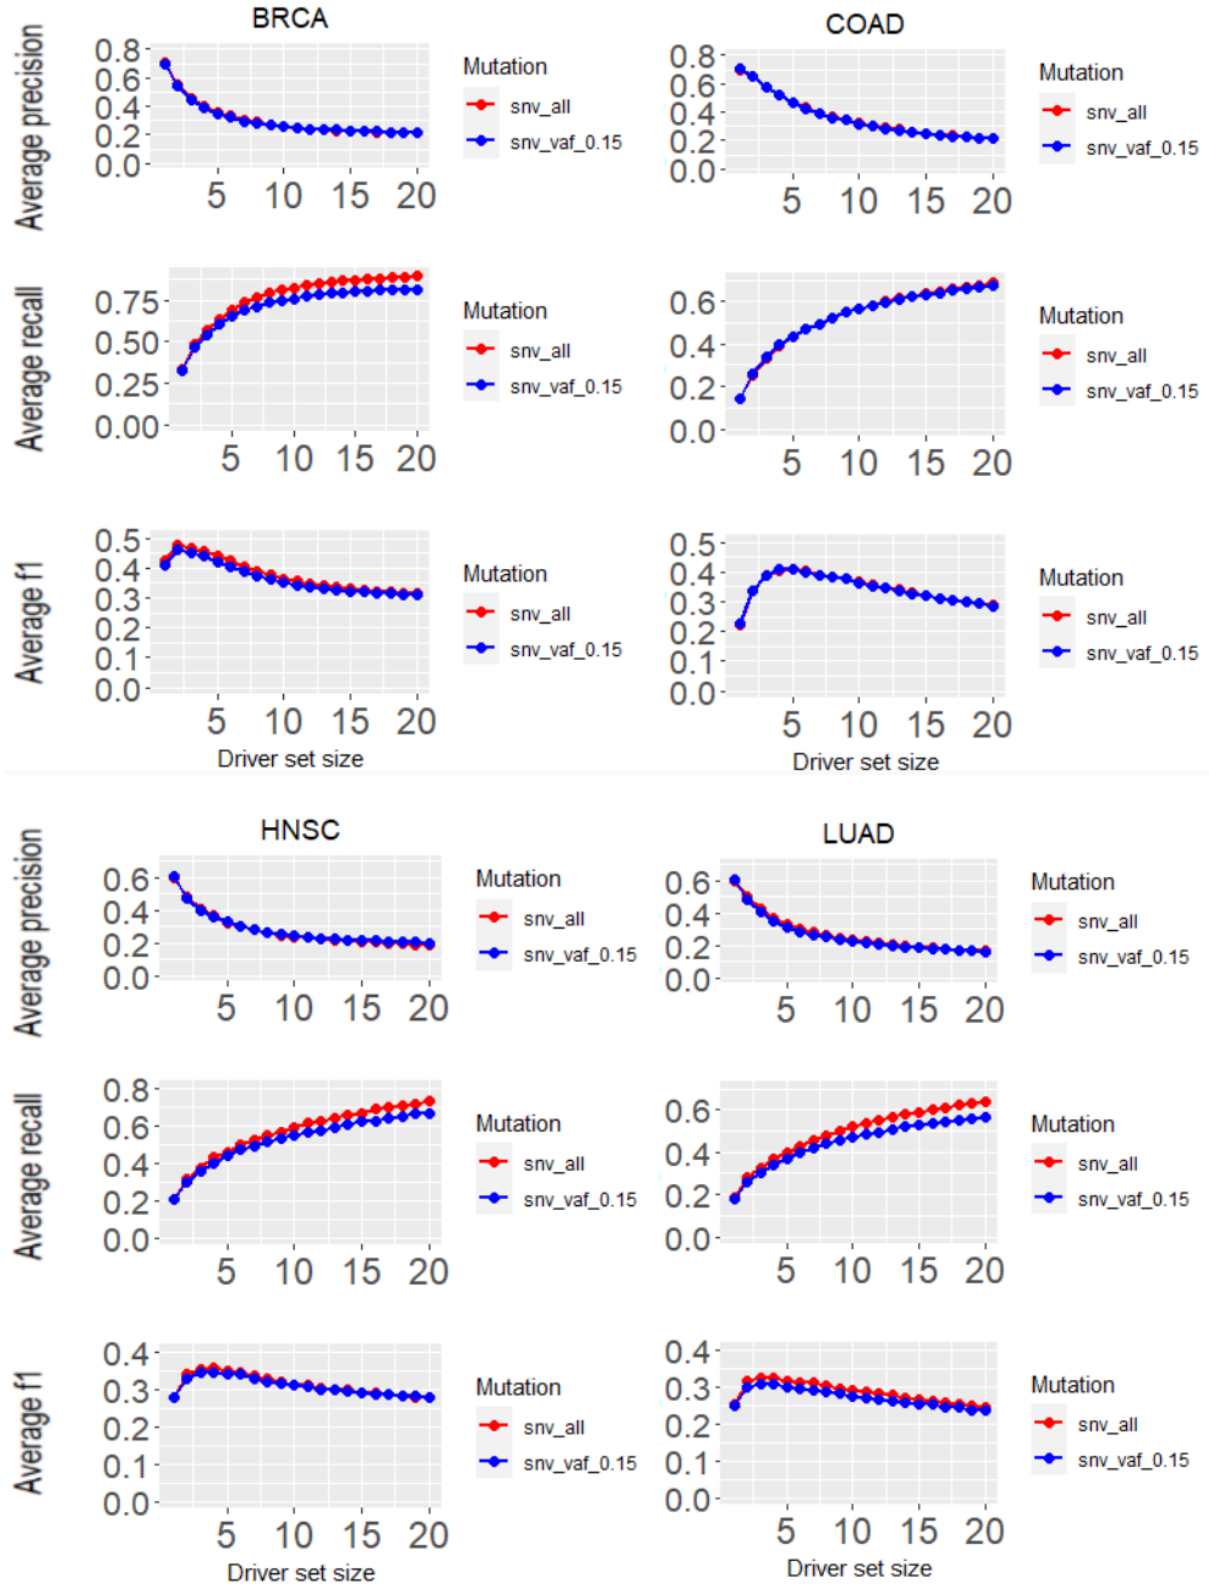 BRCA
Average precision
0.8
0.6
0.4
0.2
0.0
5 10 15 20
Mutation
snv_all
snv_vaf_0.15
Average recall
0.75
0.50
0.25
0.00
5 10 15 20
Mutation
snv_all
snv_vaf_0.15
Average f1
0.5
0.4
0.3
0.2
0.1
0.0
5 10 15 20
Driver set size
Mutation
snv_all
snv_vaf_0.15
COAD
0.8
0.6
0.4
0.2
0.0
5 10 15 20
Mutation
snv_all
snv_vaf_0.15
0.6
0.4
0.2
0.0
5 10 15 20
Mutation
snv_all
snv_vaf_0.15
0.5
0.4
0.3
0.2
0.1
0.0
5 10 15 20
Driver set size
Mutation
snv_all
snv_vaf_0.15
HNSC
Average precision
0.6
0.4
0.2
0.0
5 10 15 20
Mutation
snv_all
snv_vaf_0.15
Average recall
0.8
0.6
0.4
0.2
0.0
5 10 15 20
Mutation
snv_all
snv_vaf_0.15
Average f1
0.4
0.3
0.2
0.1
0.0
5 10 15 20
Driver set size
Mutation
snv_all
snv_vaf_0.15
LUAD
0.6
0.4
0.2
0.0
5 10 15 20
Mutation
snv_all
snv_vaf_0.15
0.6
0.4
0.2
0.0
5 10 15 20
Mutation
snv_all
snv_vaf_0.15
0.4
0.3
0.2
0.1
0.0
5 10 15 20
Driver set size
Mutation
snv_all
snv_vaf_0.15